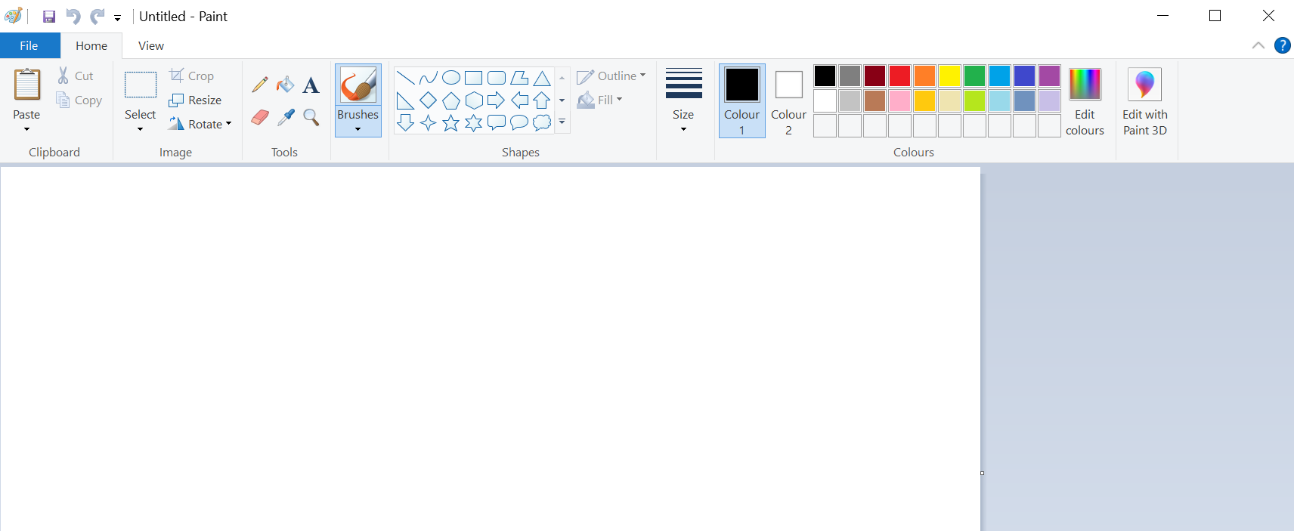 Untitled - Paint
File Home View
Paste
Cut
Copy
Clipboard
Select
Crop
Resize
Rotate
Image
A
Tools
Brushes
Shapes
Outline
Fill
Size
Colour
1
Colour
2
Colours
Edit
colours
Edit with
Paint 3D
?